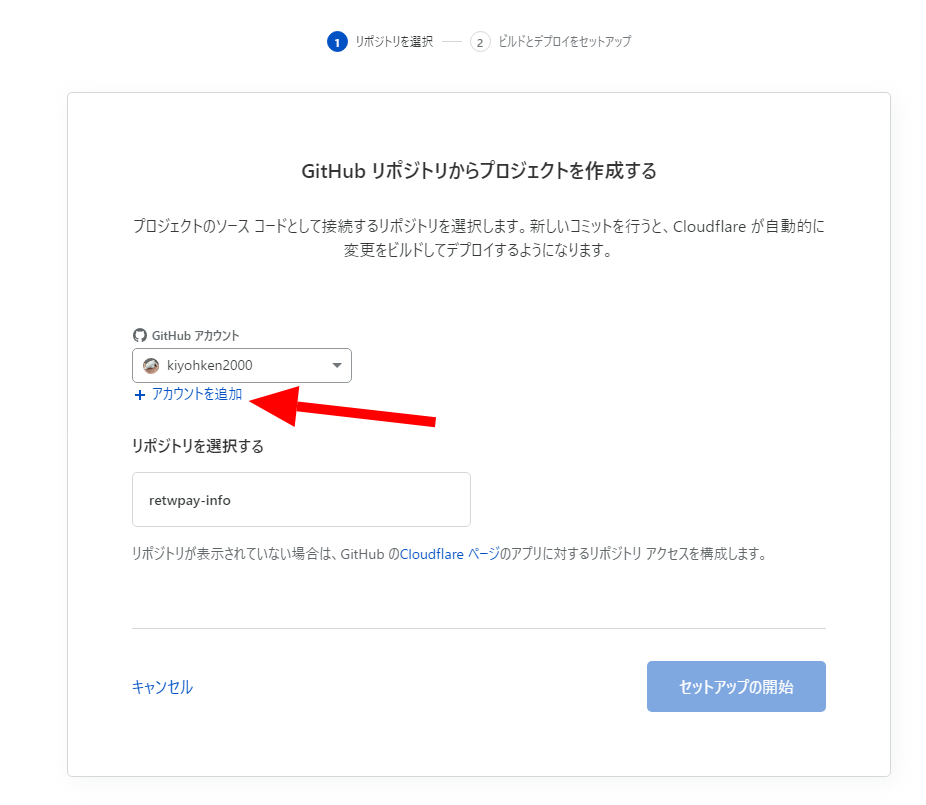 1 リポジトリを選択 2 ビルドとデプロイをセットアップ
GitHub リポジトリからプロジェクトを作成する
プロジェクトのソース コードとして接続するリポジトリを選択します。新しいコミットを行うと、Cloudflare が自動的に
変更をビルドしてデプロイするようになります。
GitHub アカウント
kiyohken2000
+ アカウントを追加
リポジトリを選択する
retwpay-info
リポジトリが表示されていない場合は、GitHub のCloudflare ページのアプリに対するリポジトリ アクセスを構成します。
キャンセル
セットアップの開始